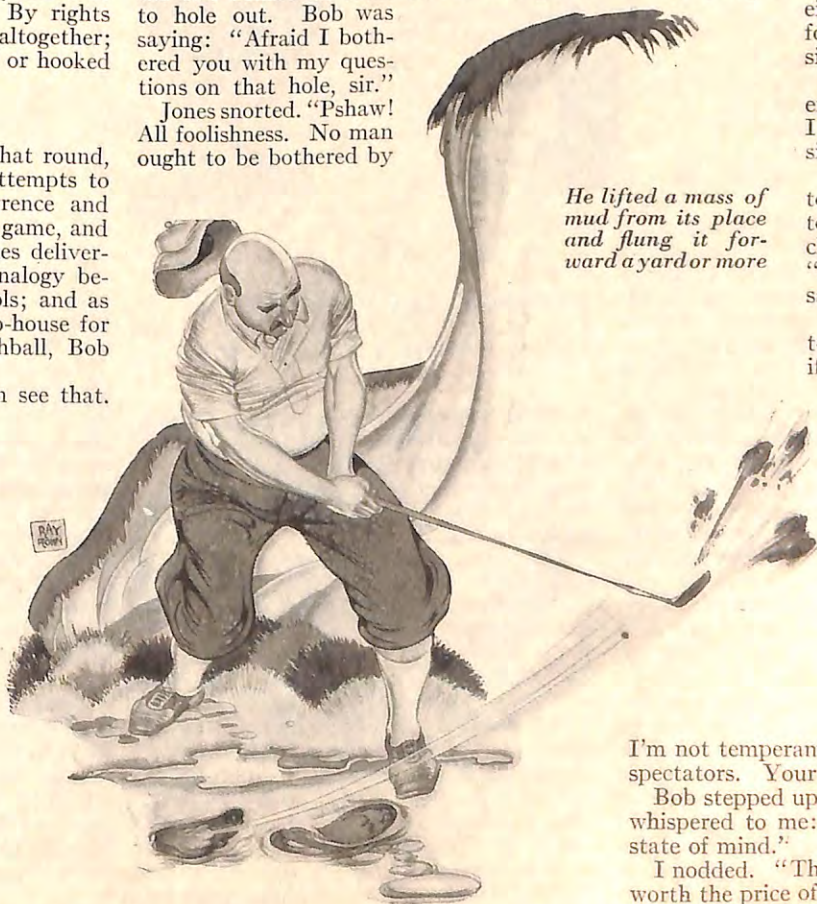 By rights
altogether;
or hooked
hat round,
ttempts to
rence and
game, and
es deliver-
nalogy be-
ls; and as
-house for
hball, Bob
n see that.
to hole out. Bob was
saying: “Afraid I both-
ered you with my ques-
tions on that hole, sir.”
Jones snorted. “Pshaw!
All foolishness. No man
ought to be bothered by
He lifted a mass of
mud from its place
and flung it for-
ward a yard or more
RAY
I'm not temperan
spectators. Your
Bob stepped up
whispered to me:
state of mind.”
I nodded. “Th
worth the price of